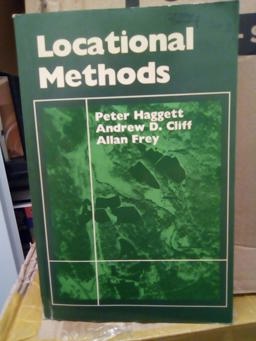 Locational
Methods
Peter Haggett
Andrew D. Cliff
Allan Frey